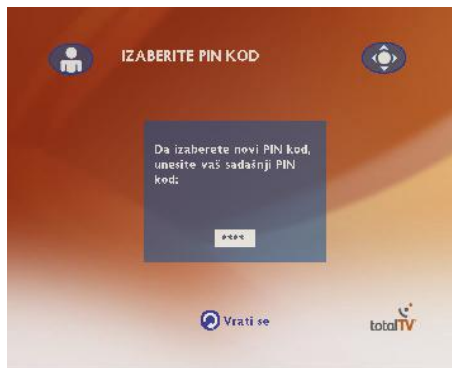 IZABERITE PIN KOD
Da izaberete novi PIN kod,
unesite vaš sadašnji PIN
kod:
****
Vrati se
totalTV